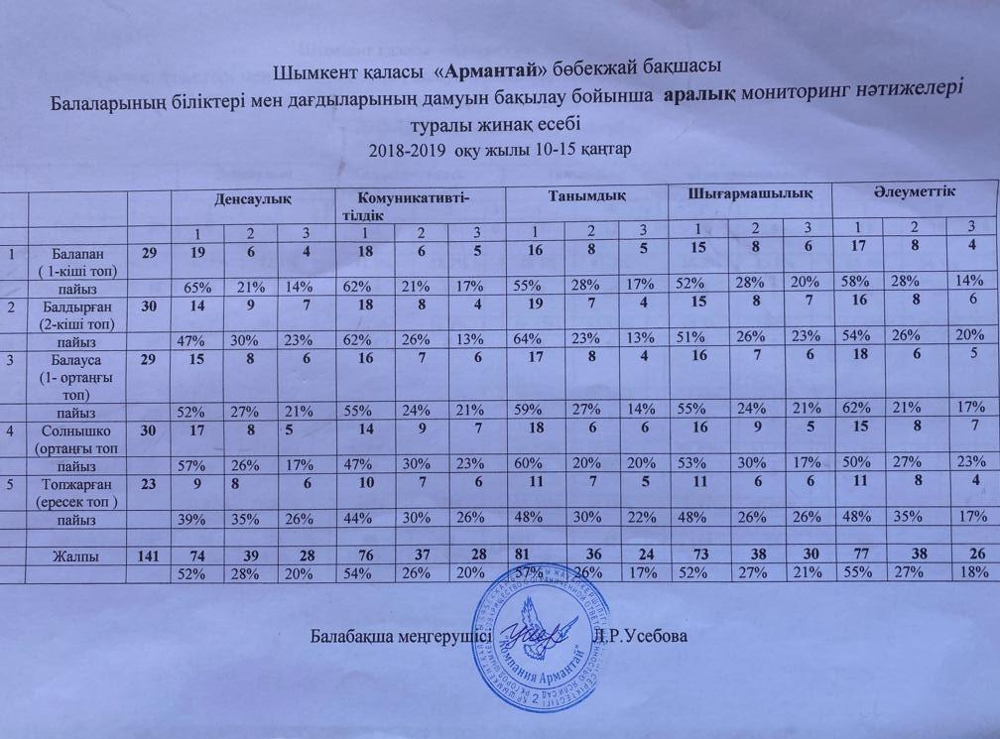 Шымкент қаласы «Армантай» бөбекжай бақшасы
Балаларының біліктері мен дағдыларының дамуын бақылау бойынша аралық мониторинг нәтижелері
туралы жинақ есебі
2018-2019 оқу жылы 10-15 қаңтар
Денсаулық Комуникативті- Танымдық Шығармашылық Әлеуметтік
тілдік
1 2 3 1 2 3 1 2 3 1 2 3 1 2 3
1 Балапан 29 19 6 4 18 6 5 16 8 5 15 8 6 17 8 4
( 1-кіші топ)
пайыз 65% 21% 14% 62% 21% 17% 55% 28% 17% 52% 28% 20% 58% 28% 14%
2 Балдырған 30 14 9 7 18 8 4 19 7 4 15 8 7 16 8 6
(2-кіші топ)
пайыз 47% 30% 23% 62% 26% 13% 64% 23% 13% 51% 26% 23% 54% 26% 20%
3 Балауса 29 15 8 6 16 7 6 17 8 4 16 7 6 18 6 5
(1- ортаңғы
топ)
пайыз 52% 27% 21% 55% 24% 21% 59% 27% 14% 55% 24% 21% 62% 21% 17%
4 Солнышко 30 17 8 5 14 9 7 18 6 6 16 9 5 15 8 7
(ортаңғы топ
пайыз 57% 26% 17% 47% 30% 23% 60% 20% 20% 53% 30% 17% 50% 27% 23%
5 Топжарған 23 9 8 6 10 7 6 11 7 5 11 6 6 11 8 4
(ересек топ )
пайыз 39% 35% 26% 44% 30% 26% 48% 30% 22% 48% 26% 26% 48% 35% 17%
Жалпы 141 74 39 28 76 37 28 81 36 24 73 38 30 77 38 26
52% 28% 20% 54% 26% 20% 57% 26% 17% 52% 27% 21% 55% 27% 18%
Балабақша меңгерушісі Л.Р.Усебова
"Компания Армантай"
2